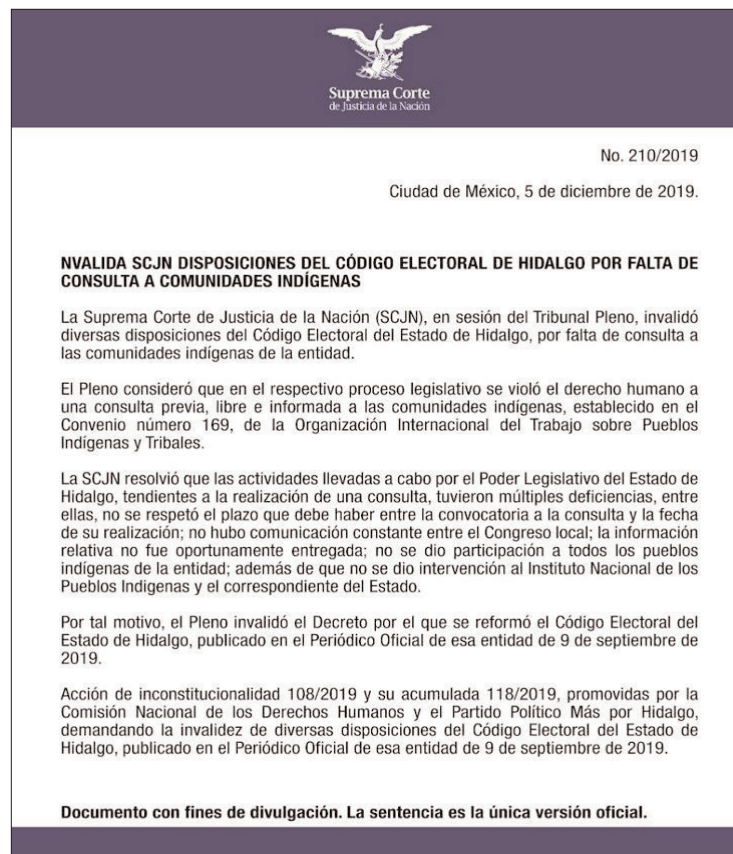 Suprema Corte
de Justicia de la Nación
No. 210/2019
Ciudad de México, 5 de diciembre de 2019.
NVALIDA SCJN DISPOSICIONES DEL CÓDIGO ELECTORAL DE HIDALGO POR FALTA DE
CONSULTA A COMUNIDADES INDÍGENAS
La Suprema Corte de Justicia de la Nación (SCJN), en sesión del Tribunal Pleno, invalidó
diversas disposiciones del Código Electoral del Estado de Hidalgo, por falta de consulta a
las comunidades indígenas de la entidad.
El Pleno consideró que en el respectivo proceso legislativo se violó el derecho humano a
una consulta previa, libre e informada a las comunidades indígenas, establecido en el
Convenio número 169, de la Organización Internacional del Trabajo sobre Pueblos
Indígenas y Tribales.
La SCJN resolvió que las actividades llevadas a cabo por el Poder Legislativo del Estado de
Hidalgo, tendientes a la realización de una consulta, tuvieron múltiples deficiencias, entre
ellas, no se respetó el plazo que debe haber entre la convocatoria a la consulta y la fecha
de su realización; no hubo comunicación constante entre el Congreso local; la información
relativa no fue oportunamente entregada; no se dio participación a todos los pueblos
indígenas de la entidad; además de que no se dio intervención al Instituto Nacional de los
Pueblos Indigenas y el correspondiente del Estado.
Por tal motivo, el Pleno invalidó el Decreto por el que se reformó el Código Electoral del
Estado de Hidalgo, publicado en el Periódico Oficial de esa entidad de 9 de septiembre de
2019.
Acción de inconstitucionalidad 108/2019 y su acumulada 118/2019, promovidas por la
Comisión Nacional de los Derechos Humanos y el Partido Político Más por Hidalgo,
demandando la invalidez de diversas disposiciones del Código Electoral del Estado de
Hidalgo, publicado en el Periódico Oficial de esa entidad de 9 de septiembre de 2019.
Documento con fines de divulgación. La sentencia es la única versión oficial.